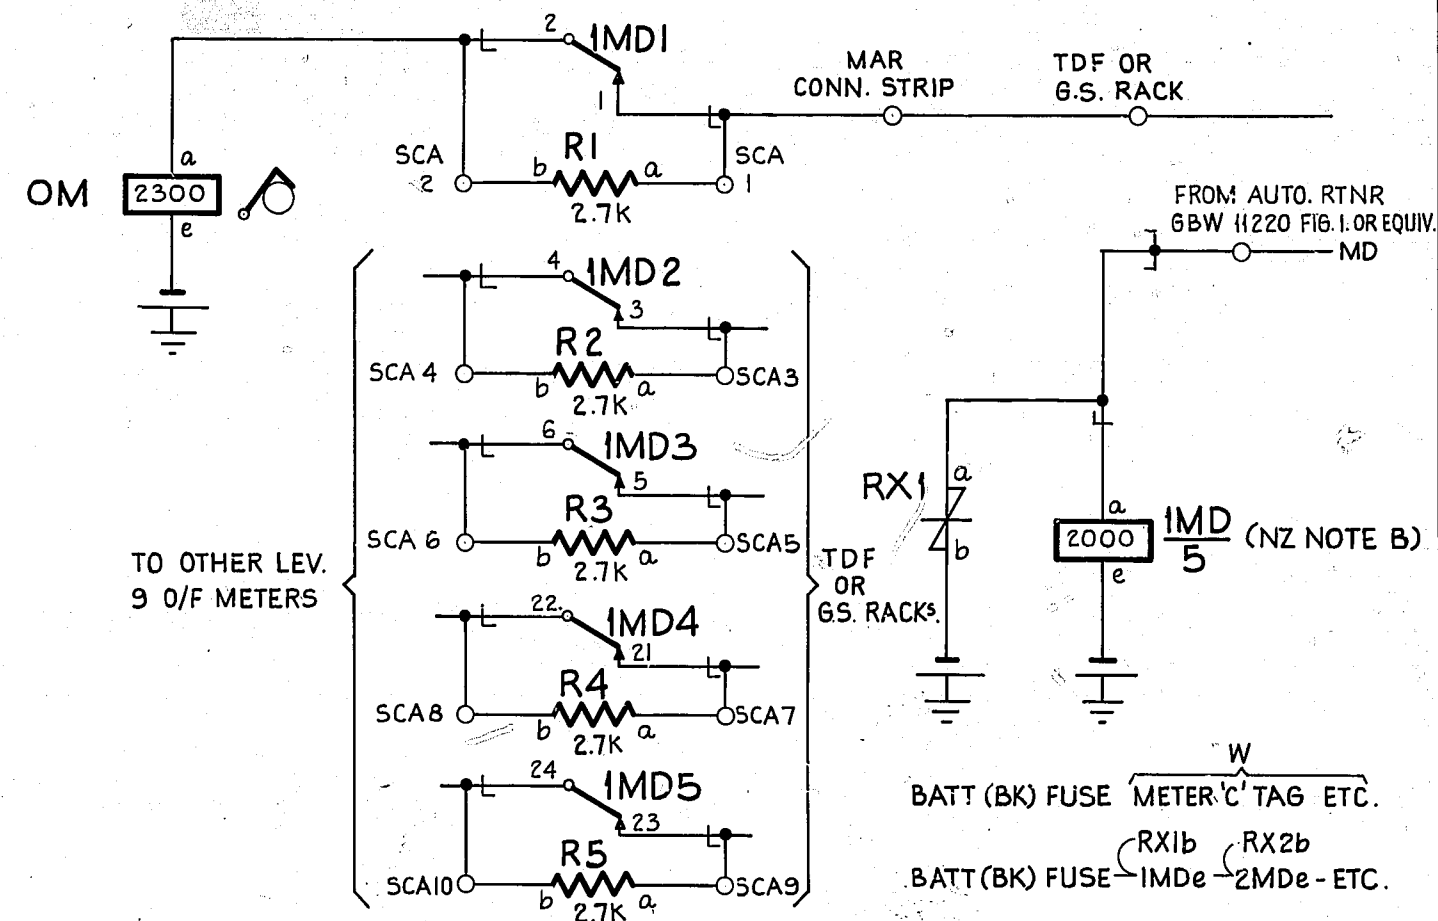 2
1MD1
1
MAR
CONN. STRIP
TDF OR
G.S. RACK
SCA
2
b
R1
a
2.7K
SCA
1
OM
a
2300
e
FROM AUTO. RTNR
GBW 11220 FIG.1. OR EQUIV.
MD
4
1MD2
3
SCA 4
b
R2
a
2.7K
SCA3
6
1MD3
5
SCA 6
b
R3
a
2.7K
SCA5
TO OTHER LEV.
9 O/F METERS
TDF
OR
G.S. RACKS.
RX1
a
b
a
2000
e
1MD
5
(NZ NOTE B)
22
1MD4
21
SCA8
b
R4
a
2.7K
SCA7
24
1MD5
23
SCA10
b
R5
a
2.7K
SCA9
W
BATT (BK) FUSE METER 'C' TAG ETC.
RX1b RX2b
BATT (BK) FUSE 1MDe 2MDe - ETC.